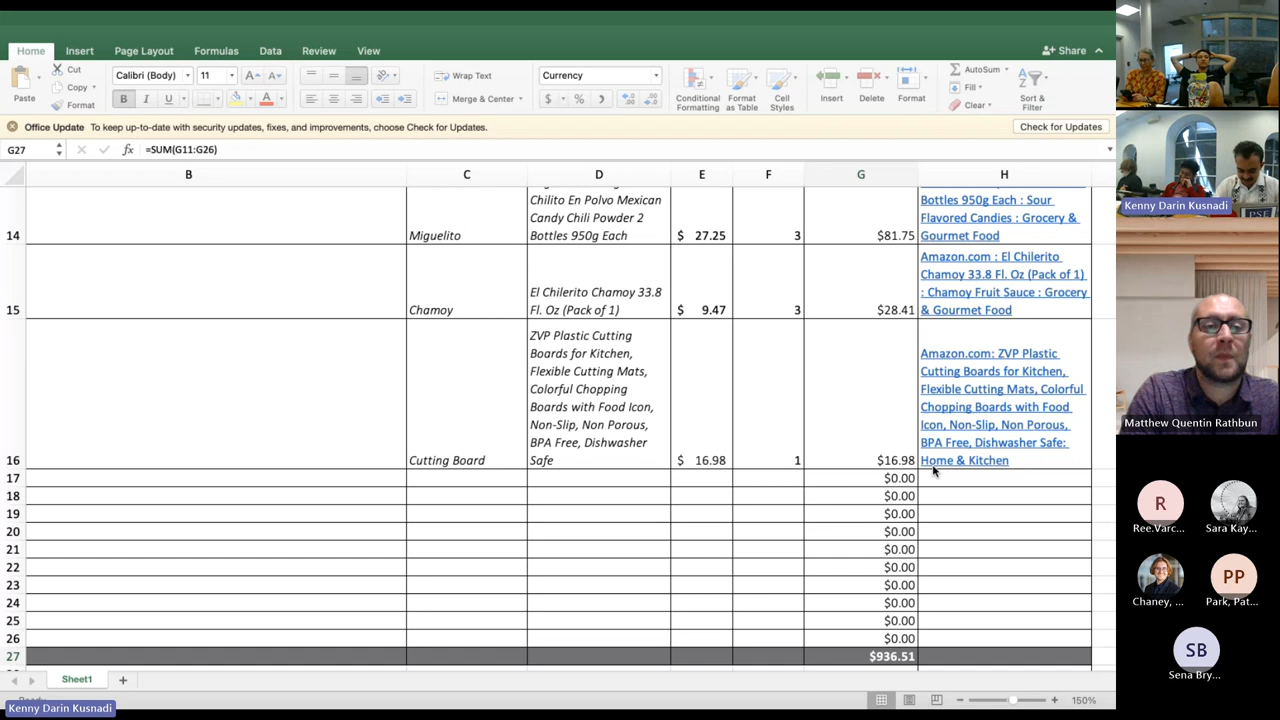 Home Insert Page Layout Formulas Data Review View Share
Paste Cut Copy Format
Calibri (Body) 11 A A
B I U A
Wrap Text
Merge & Center
Currency
$ % ,
Conditional Formatting
Format as Table
Cell Styles
Insert Delete Format
AutoSum
Fill
Clear
Sort & Filter
Office Update To keep up-to-date with security updates, fixes, and improvements, choose Check for Updates. Check for Updates
G27 fx =SUM(G11:G26)
B C D E F G H
Chilito En Polvo Mexican
Candy Chili Powder 2
Bottles 950g Each
Bottles 950g Each : Sour
Flavored Candies : Grocery &
Gourmet Food
14 Miguelito $ 27.25 3 $81.75
El Chilerito Chamoy 33.8
Fl. Oz (Pack of 1)
Amazon.com : El Chilerito
Chamoy 33.8 Fl. Oz (Pack of 1)
: Chamoy Fruit Sauce : Grocery
& Gourmet Food
15 Chamoy $ 9.47 3 $28.41
ZVP Plastic Cutting
Boards for Kitchen,
Flexible Cutting Mats,
Colorful Chopping
Boards with Food Icon,
Non-Slip, Non Porous,
BPA Free, Dishwasher
Safe
Amazon.com: ZVP Plastic
Cutting Boards for Kitchen,
Flexible Cutting Mats, Colorful
Chopping Boards with Food
Icon, Non-Slip, Non Porous,
BPA Free, Dishwasher Safe:
Home & Kitchen
16 Cutting Board $ 16.98 1 $16.98
17 $0.00
18 $0.00
19 $0.00
20 $0.00
21 $0.00
22 $0.00
23 $0.00
24 $0.00
25 $0.00
26 $0.00
27 $936.51
Sheet1 +
150%
Kenny Darin Kusnadi
Kenny Darin Kusnadi
PSE
Matthew Quentin Rathbun
R
Ree.Varc...
Sara Kay...
Chaney, ...
PP
Park, Pat...
SB
Sena Bry...